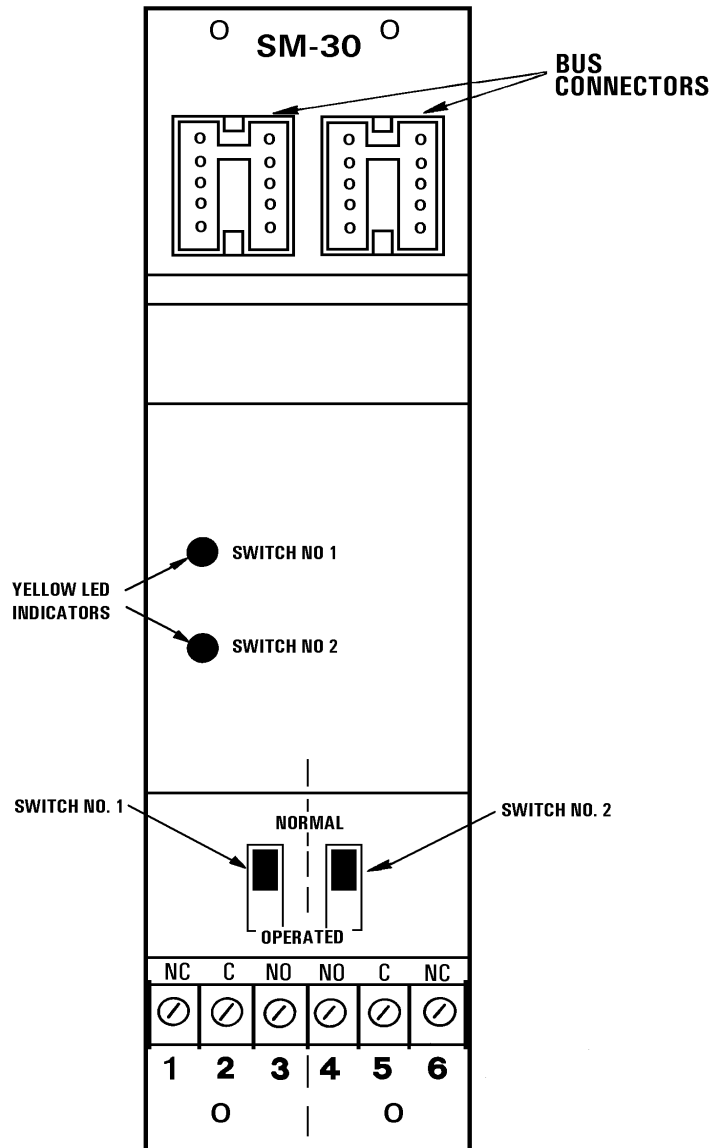 SM-30
BUS
CONNECTORS
SWITCH NO 1
YELLOW LED
INDICATORS
SWITCH NO 2
SWITCH NO. 1
NORMAL
SWITCH NO. 2
OPERATED
NC C NO NO C NC
1 2 3 4 5 6